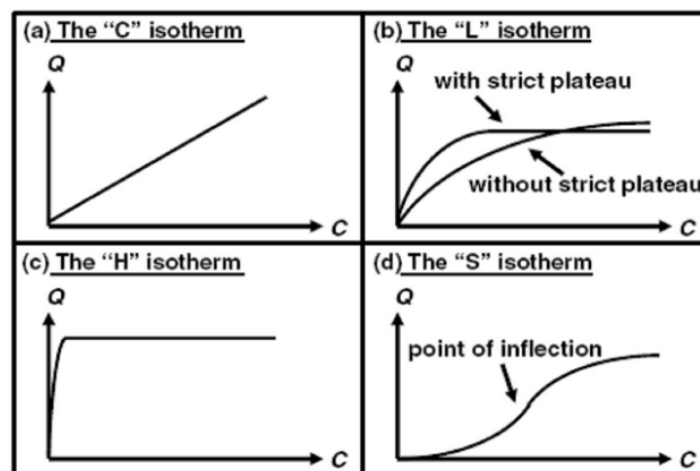 (a) The “C” isotherm
Q
C
(b) The “L” isotherm
Q
with strict plateau
without strict plateau
C
(c) The “H” isotherm
Q
C
(d) The “S” isotherm
Q
point of inflection
C